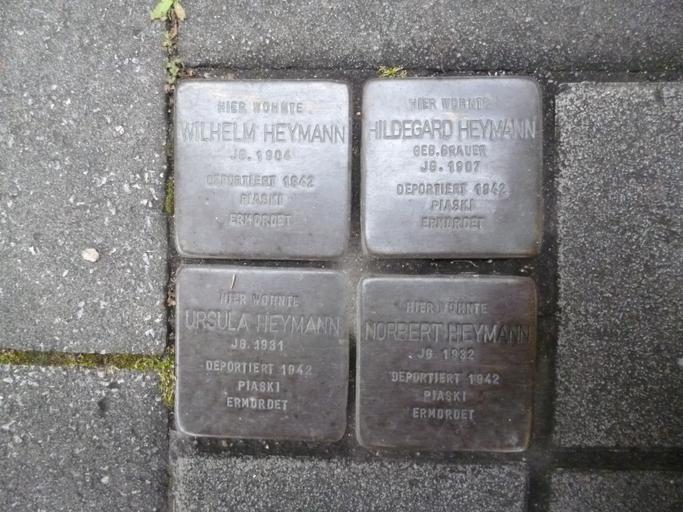 HIER WOHNTE
WILHELM HEYMANN
JG. 1904
DEPORTIERT 1942
PIASKI
ERMORDET
HIER WOHNTE
HILDEGARD HEYMANN
GEB. BRAUER
JG. 1907
DEPORTIERT 1942
PIASKI
ERMORDET
HIER WOHNTE
URSULA HEYMANN
JG. 1931
DEPORTIERT 1942
PIASKI
ERMORDET
HIER WOHNTE
NORBERT HEYMANN
JG. 1932
DEPORTIERT 1942
PIASKI
ERMORDET